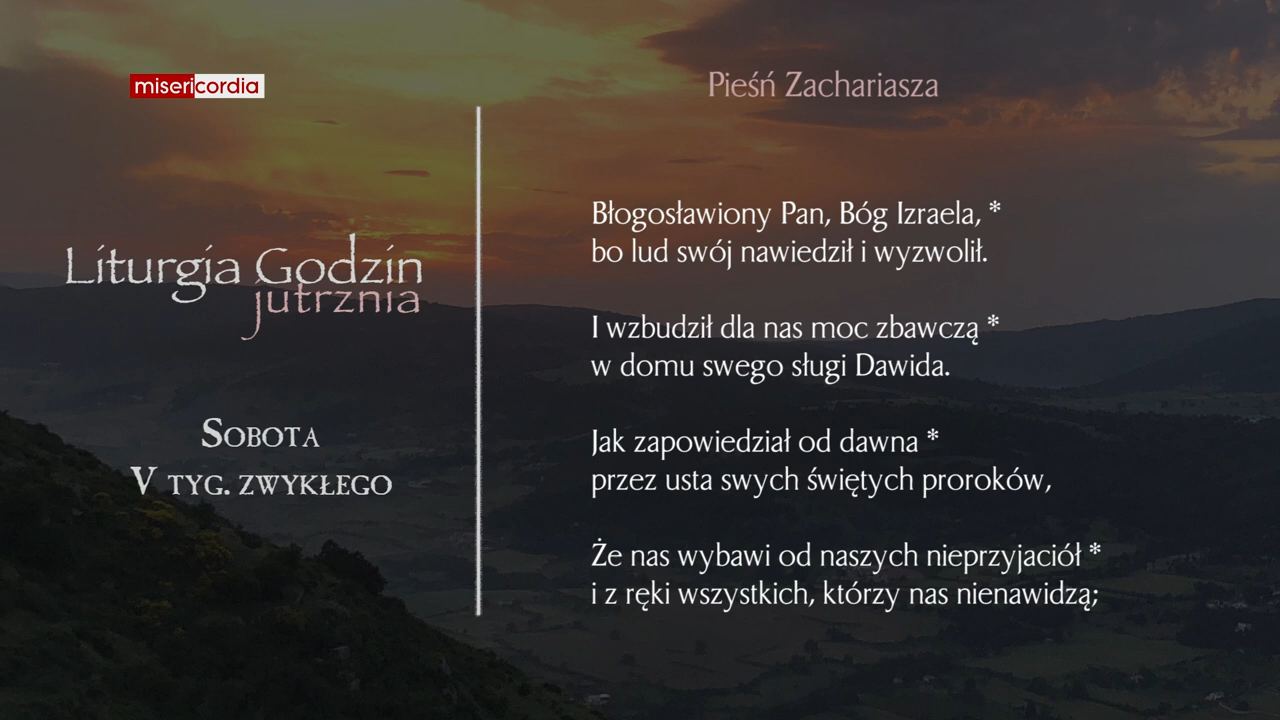 misericordia
Liturgia Godzin
jutrznia
Sobota
V tyg. zwykłego
Pieśń Zachariasza
Błogosławiony Pan, Bóg Izraela, *
bo lud swój nawiedził i wyzwolił.
I wzbudził dla nas moc zbawczą *
w domu swego sługi Dawida.
Jak zapowiedział od dawna *
przez usta swych świętych proroków,
Że nas wybawi od naszych nieprzyjaciół *
i z ręki wszystkich, którzy nas nienawidzą;